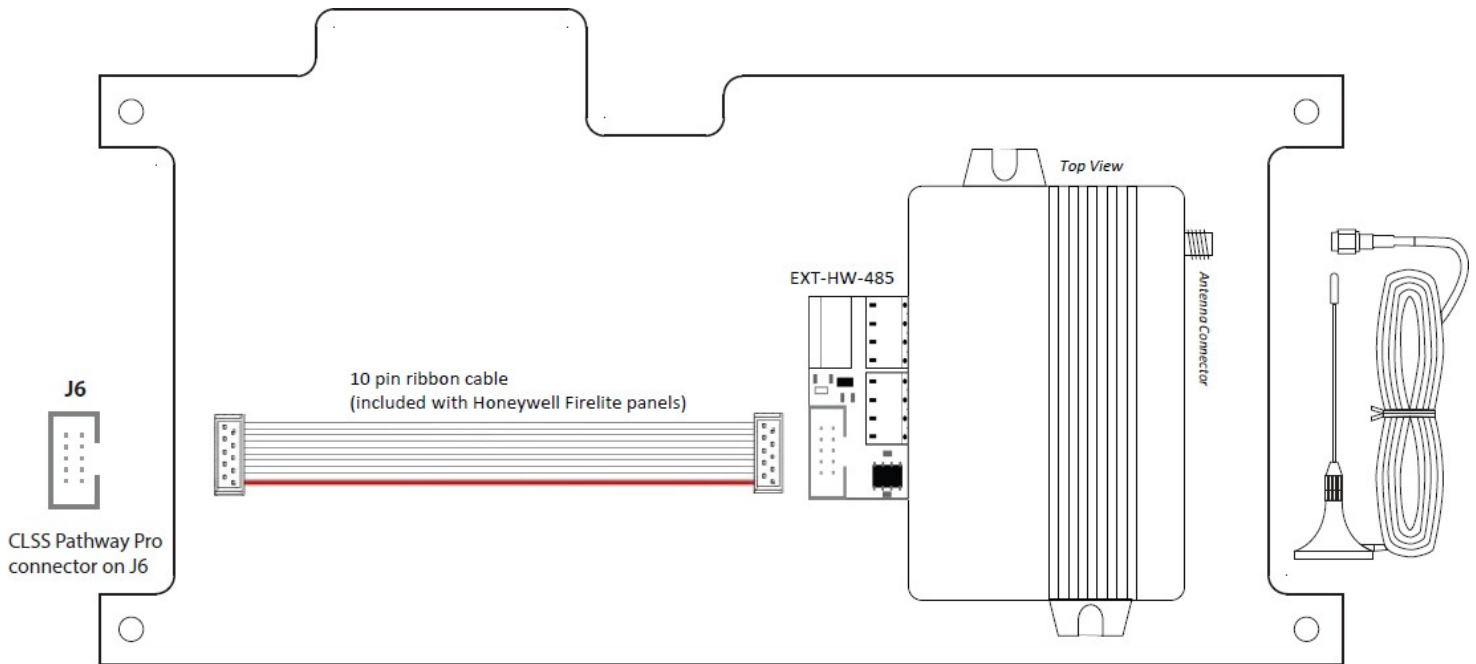 Top View
EXT-HW-485
Antenna Connector
10 pin ribbon cable
(included with Honeywell Firelite panels)
J6
CLSS Pathway Pro
connector on J6